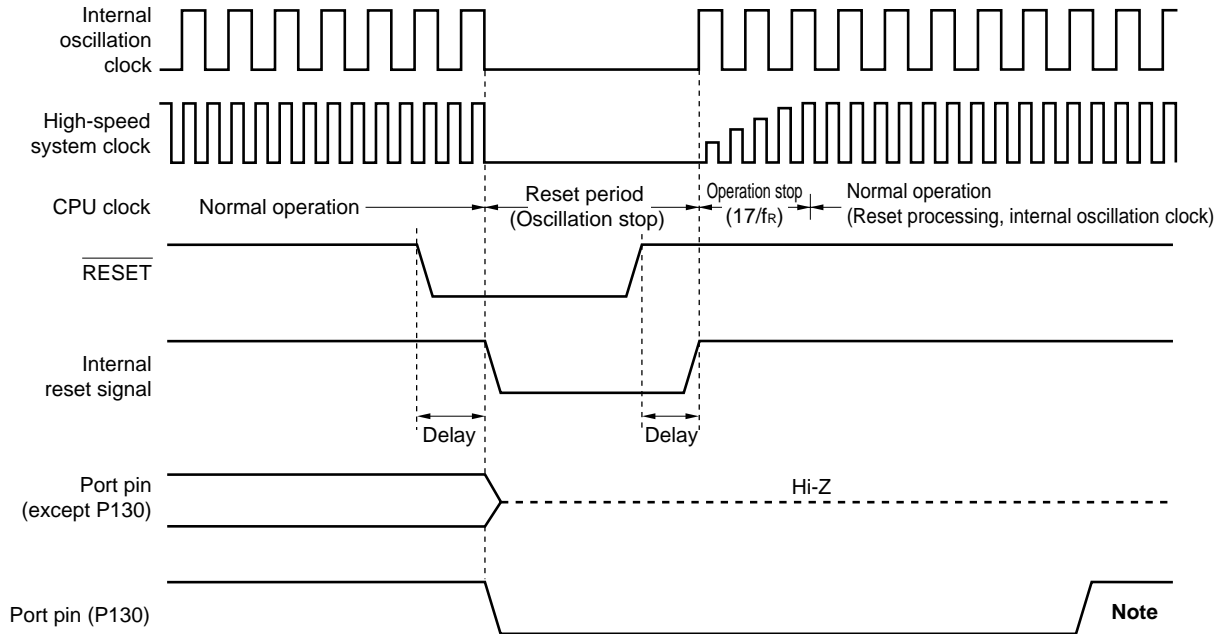 Internal
oscillation
clock
High-speed
system clock
CPU clock
Normal operation
Reset period
(Oscillation stop)
Operation stop
(17/fR)
Normal operation
(Reset processing, internal oscillation clock)
RESET
Internal
reset signal
Delay
Delay
Port pin
(except P130)
Hi-Z
Port pin (P130)
Note